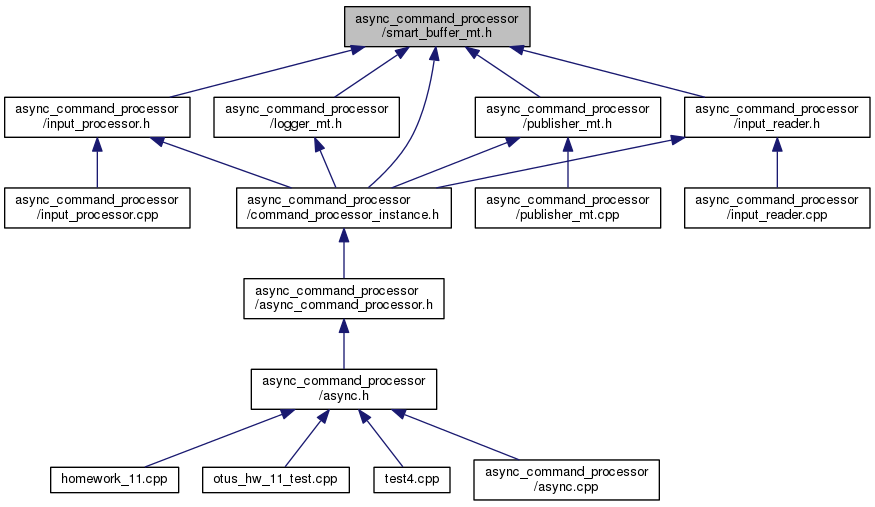 async_command_processor
/smart_buffer_mt.h
async_command_processor
/input_processor.h
async_command_processor
/logger_mt.h
async_command_processor
/publisher_mt.h
async_command_processor
/input_reader.h
async_command_processor
/input_processor.cpp
async_command_processor
/command_processor_instance.h
async_command_processor
/publisher_mt.cpp
async_command_processor
/input_reader.cpp
async_command_processor
/async_command_processor.h
async_command_processor
/async.h
homework_11.cpp
otus_hw_11_test.cpp
test4.cpp
async_command_processor
/async.cpp